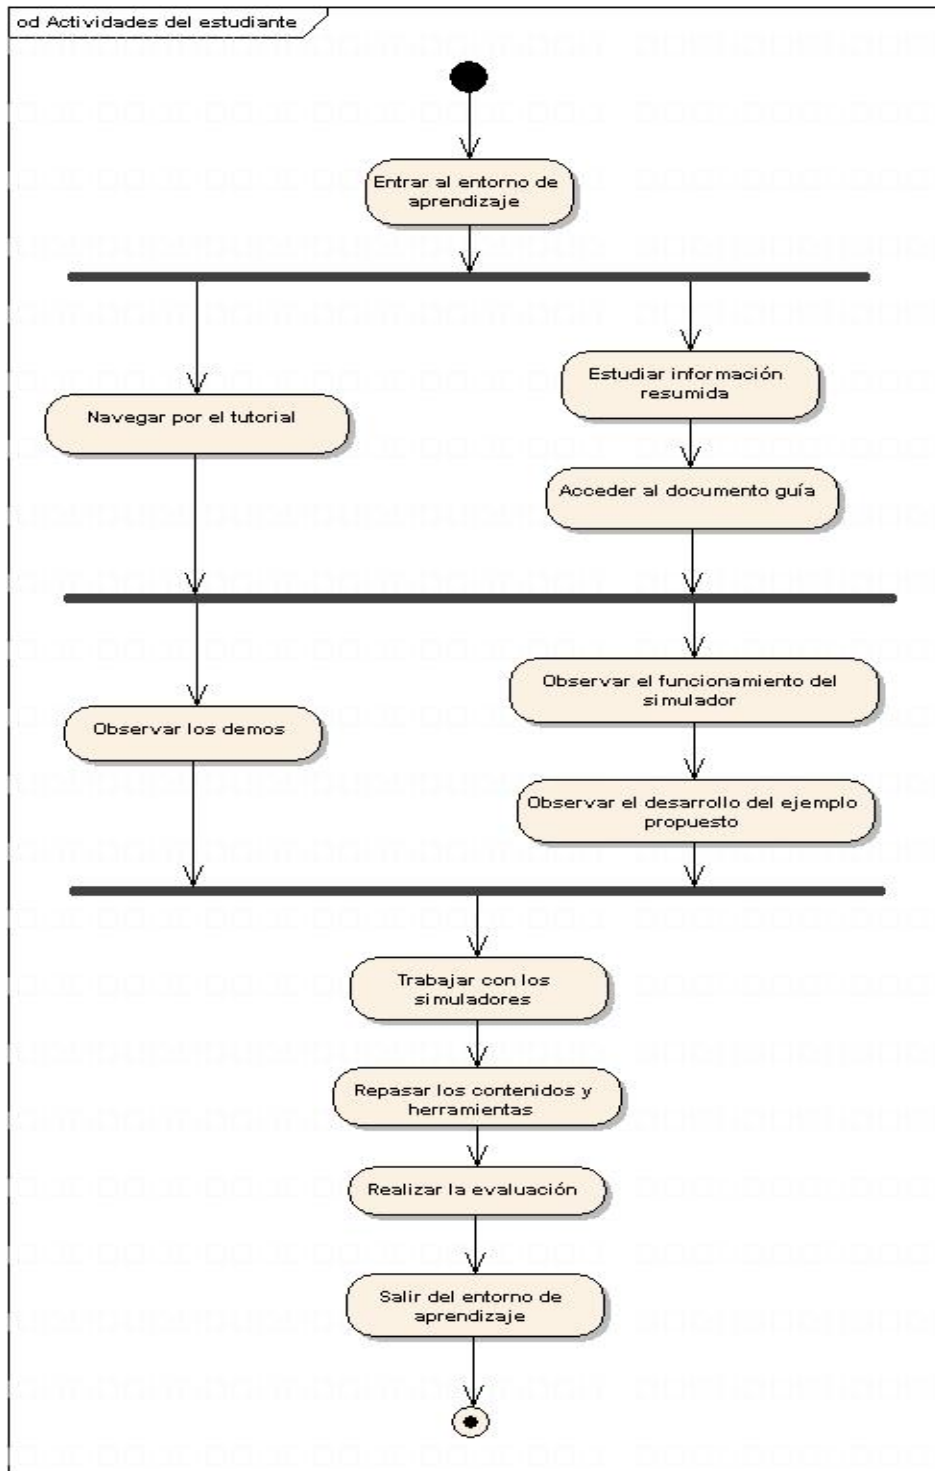 od Actividades del estudiante
Entrar al entorno de
aprendizaje
Estudiar información
resumida
Navegar por el tutorial
Acceder al documento guía
Observar el funcionamiento del
simulador
Observar los demos
Observar el desarrollo del ejemplo
propuesto
Trabajar con los
simuladores
Repasar los contenidos y
herramientas
Realizar la evaluación
Salir del entorno de
aprendizaje